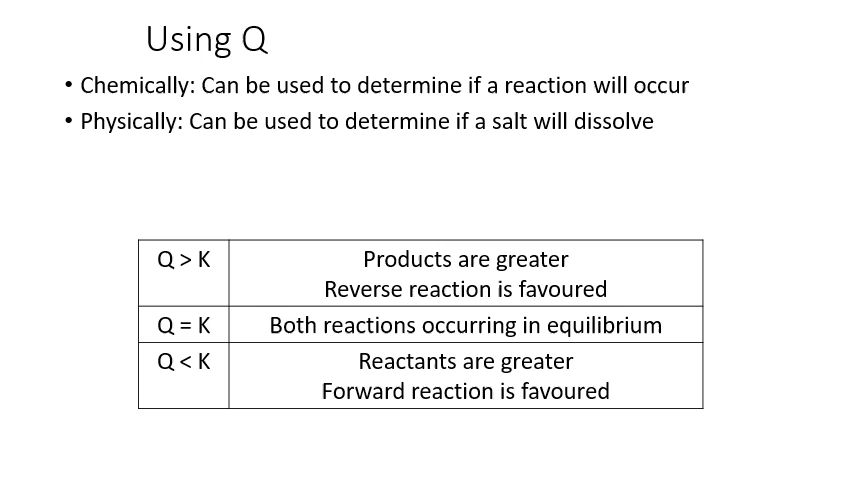 Using Q
• Chemically: Can be used to determine if a reaction will occur
• Physically: Can be used to determine if a salt will dissolve
Q > K
Products are greater
Reverse reaction is favoured
Q = K
Both reactions occurring in equilibrium
Q < K
Reactants are greater
Forward reaction is favoured